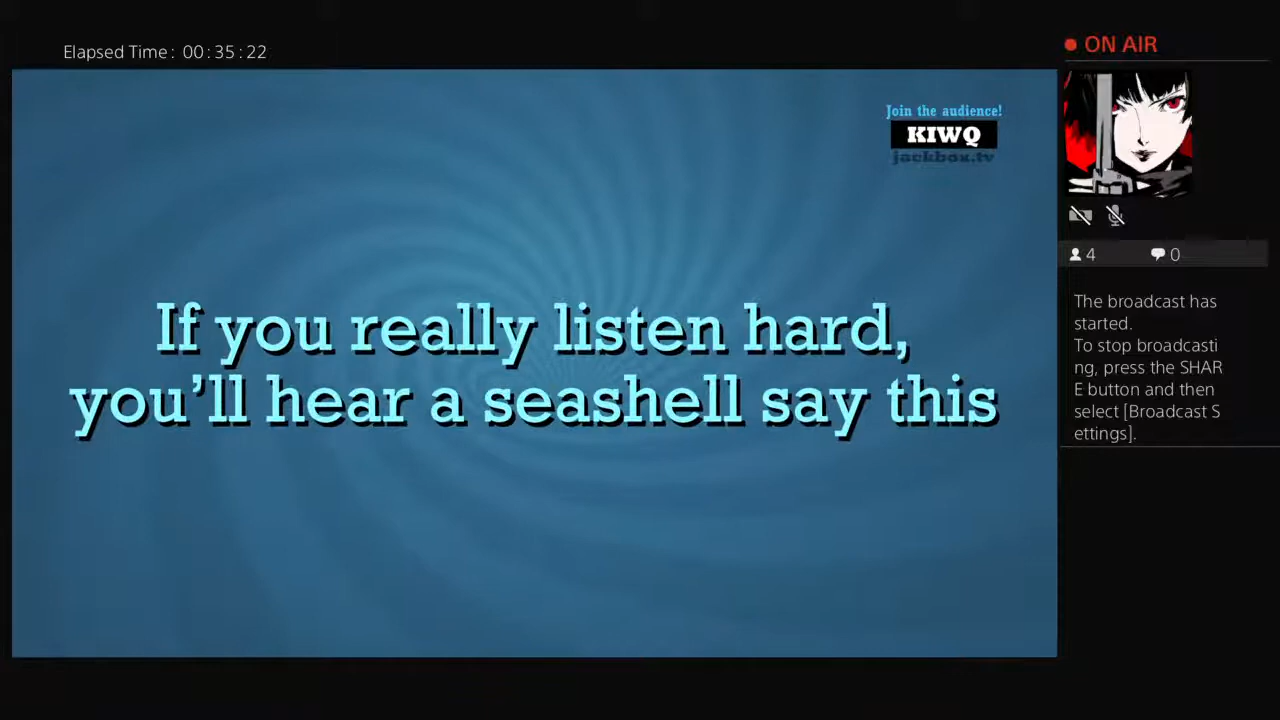 Elapsed Time: 00:35:22
ON AIR
Join the audience!
KIWQ
jackbox.tv
If you really listen hard,
you’ll hear a seashell say this
4
0
The broadcast has
started.
To stop broadcasti
ng, press the SHAR
E button and then
select [Broadcast S
ettings].